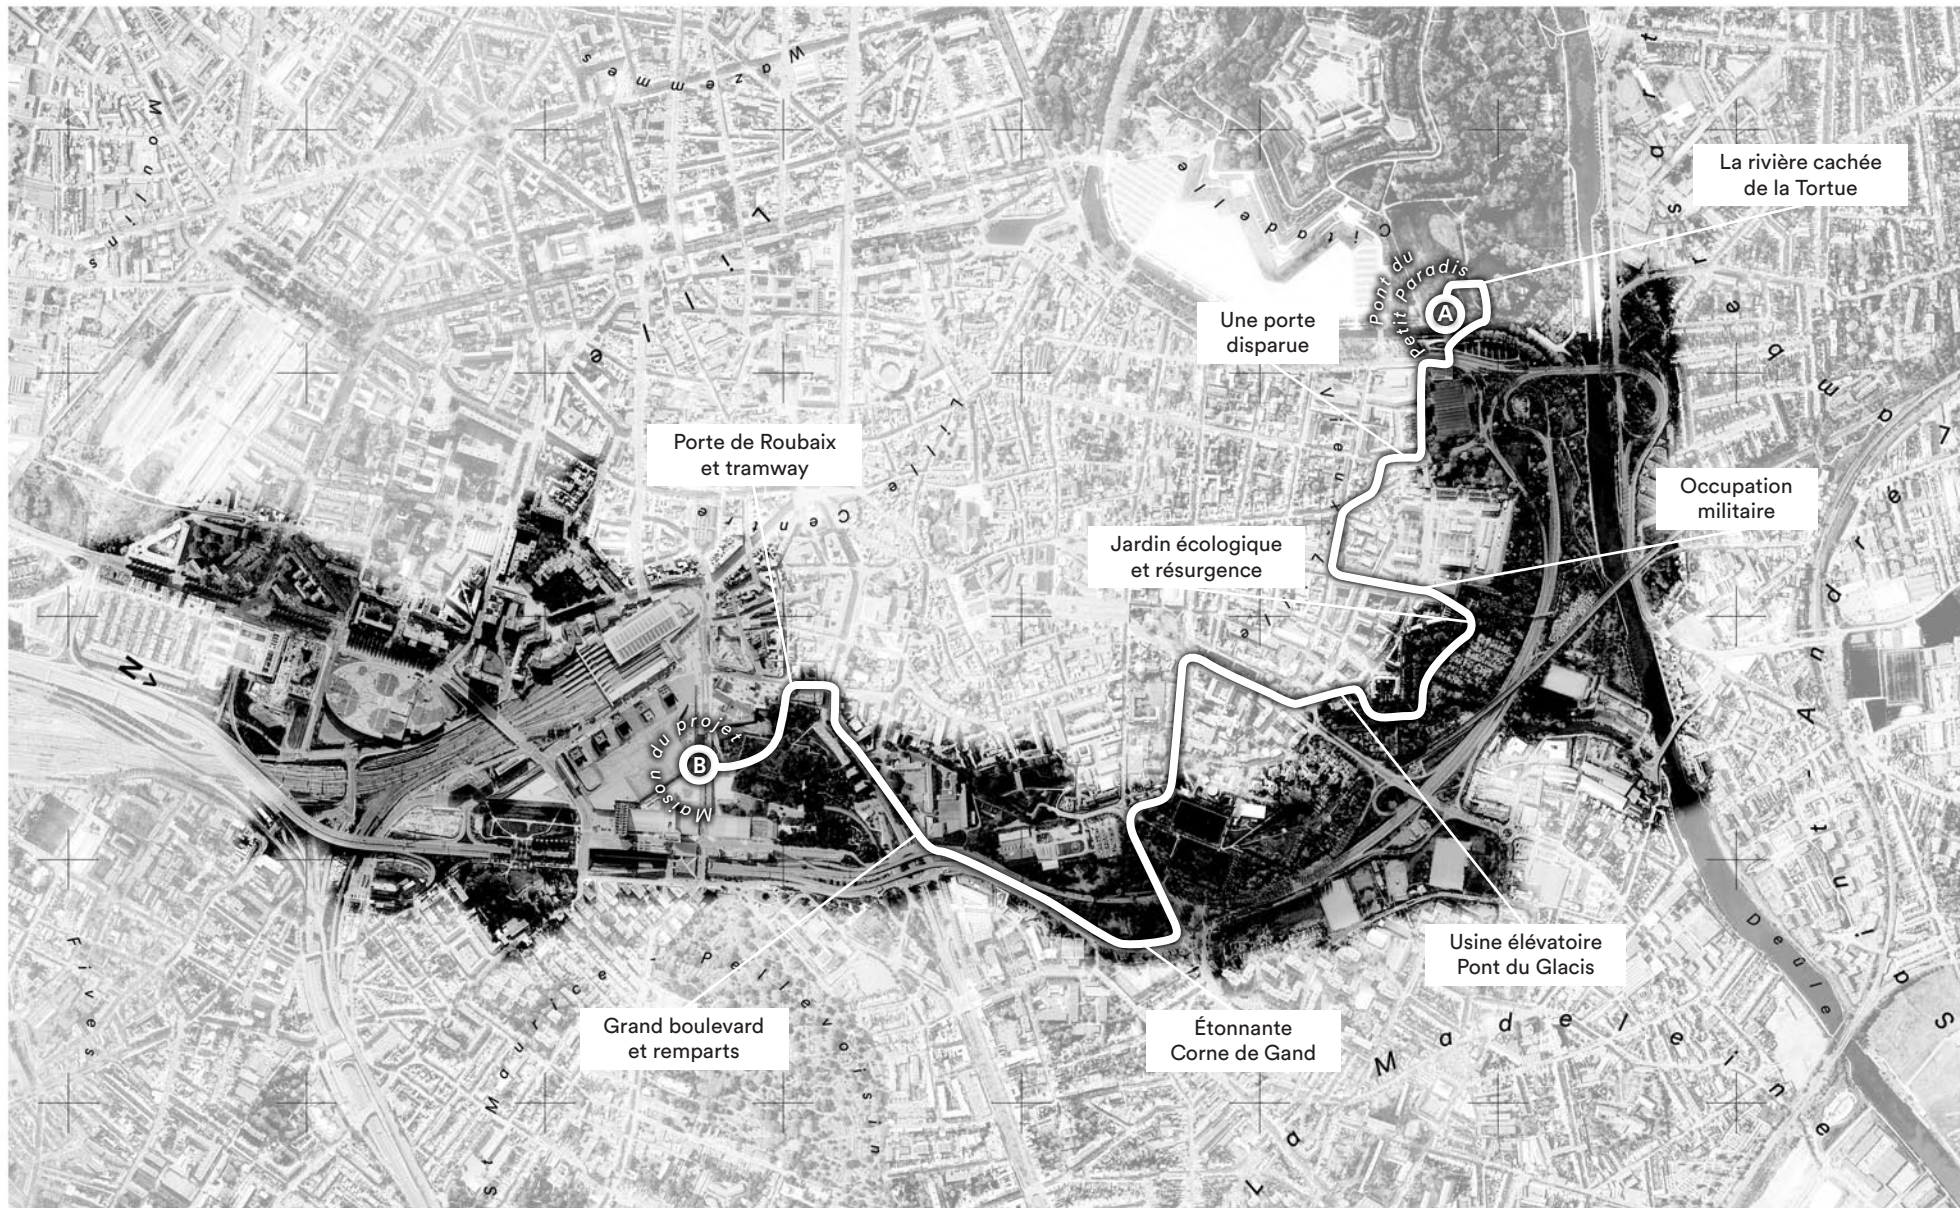 Wazemmes
Moulins
Lille
Citadelle
Lambersart
La rivière cachée
de la Tortue
Pont du
Petit Paradis
A
Une porte
disparue
Porte de Roubaix
et tramway
Lille Centre
Vieux Lille
Occupation
militaire
Jardin écologique
et résurgence
St-André
N
Maison du projet
B
Usine élévatoire
Pont du Glacis
Deûle
Grand boulevard
et remparts
Étonnante
Corne de Gand
Fives
St Maurice - Pellevoisin
La Madeleine